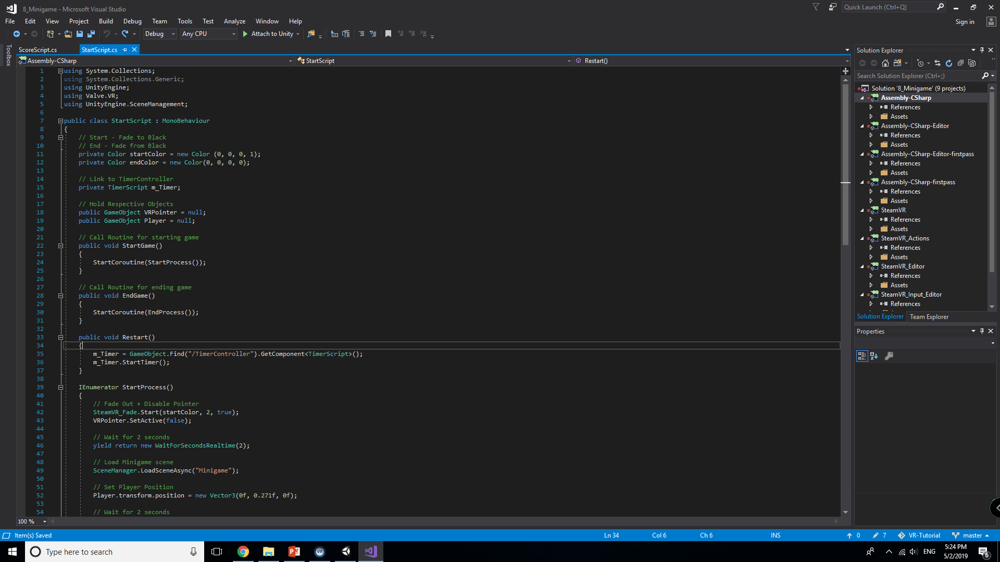 8_Minigame - Microsoft Visual Studio
Quick Launch (Ctrl+Q)
File Edit View Project Build Debug Team Tools Test Analyze Window Help
Sign in
Debug Any CPU Attach to Unity
Toolbox
ScoreScript.cs StartScript.cs
Assembly-CSharp StartScript Restart()
1 using System.Collections;
2 using System.Collections.Generic;
3 using UnityEngine;
4 using Valve.VR;
5 using UnityEngine.SceneManagement;
6
7 public class StartScript : MonoBehaviour
8 {
9 // Start - Fade to Black
10 // End - Fade from Black
11 private Color startColor = new Color (0, 0, 0, 1);
12 private Color endColor = new Color(0, 0, 0, 0);
13
14 // Link to TimerController
15 private TimerScript m_Timer;
16
17 // Hold Respective Objects
18 public GameObject VRPointer = null;
19 public GameObject Player = null;
20
21 // Call Routine for starting game
22 public void StartGame()
23 {
24 StartCoroutine(StartProcess());
25 }
26
27 // Call Routine for ending game
28 public void EndGame()
29 {
30 StartCoroutine(EndProcess());
31 }
32
33 public void Restart()
34 {
35 m_Timer = GameObject.Find("/TimerController").GetComponent<TimerScript>();
36 m_Timer.StartTimer();
37 }
38
39 IEnumerator StartProcess()
40 {
41 // Fade Out + Disable Pointer
42 SteamVR_Fade.Start(startColor, 2, true);
43 VRPointer.SetActive(false);
44
45 // Wait for 2 seconds
46 yield return new WaitForSecondsRealtime(2);
47
48 // Load Minigame scene
49 SceneManager.LoadSceneAsync("Minigame");
50
51 // Set Player Position
52 Player.transform.position = new Vector3(0f, 0.271f, 0f);
53
54 // Wait for 2 seconds
100 %
Solution Explorer
Search Solution Explorer (Ctrl+;)
Solution '8_Minigame' (9 projects)
Assembly-CSharp
References
Assets
Assembly-CSharp-Editor
References
Assets
Assembly-CSharp-Editor-firstpass
References
Assets
Assembly-CSharp-firstpass
References
Assets
SteamVR
References
Assets
SteamVR_Actions
References
Assets
SteamVR_Editor
References
Assets
SteamVR_Input_Editor
References
Solution Explorer Team Explorer
Properties
Item(s) Saved Ln 34 Col 6 Ch 6 INS 0 7 VR-Tutorial master
Type here to search
ENG
5:24 PM
5/2/2019
6